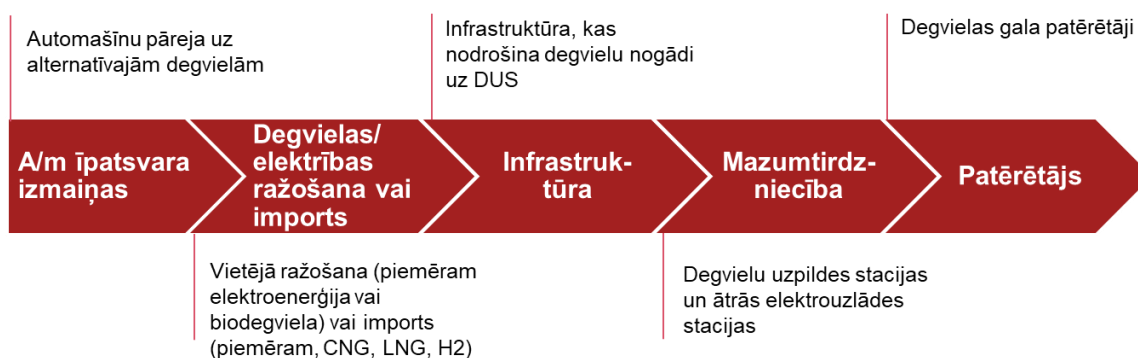 Automašīnu pāreja uz
alternatīvajām degvielām
Infrastruktūra, kas
nodrošina degvielu nogādi
uz DUS
Degvielas gala patērētāji
A/m īpatsvara
izmaiņas
Degvielas/
elektrības
ražošana vai
imports
Infrastruk-
tūra
Mazumtirdz-
niecība
Patērētājs
Vietējā ražošana (piemēram
elektroenerģija vai
biodegviela) vai imports
(piemēram, CNG, LNG, H2)
Degvielu uzpildes stacijas
un ātrās elektrouzlādes
stacijas